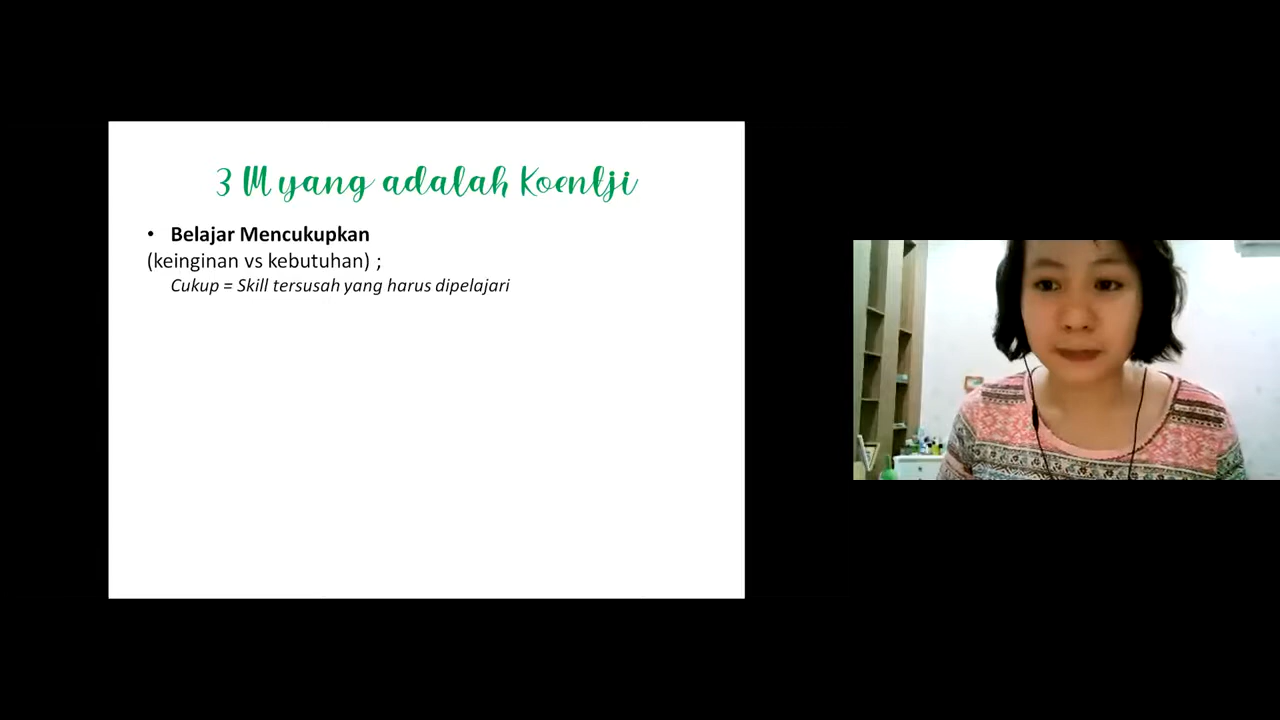 3 M yang adalah Koentji
• Belajar Mencukupkan
(keinginan vs kebutuhan) ;
Cukup = Skill tersusah yang harus dipelajari